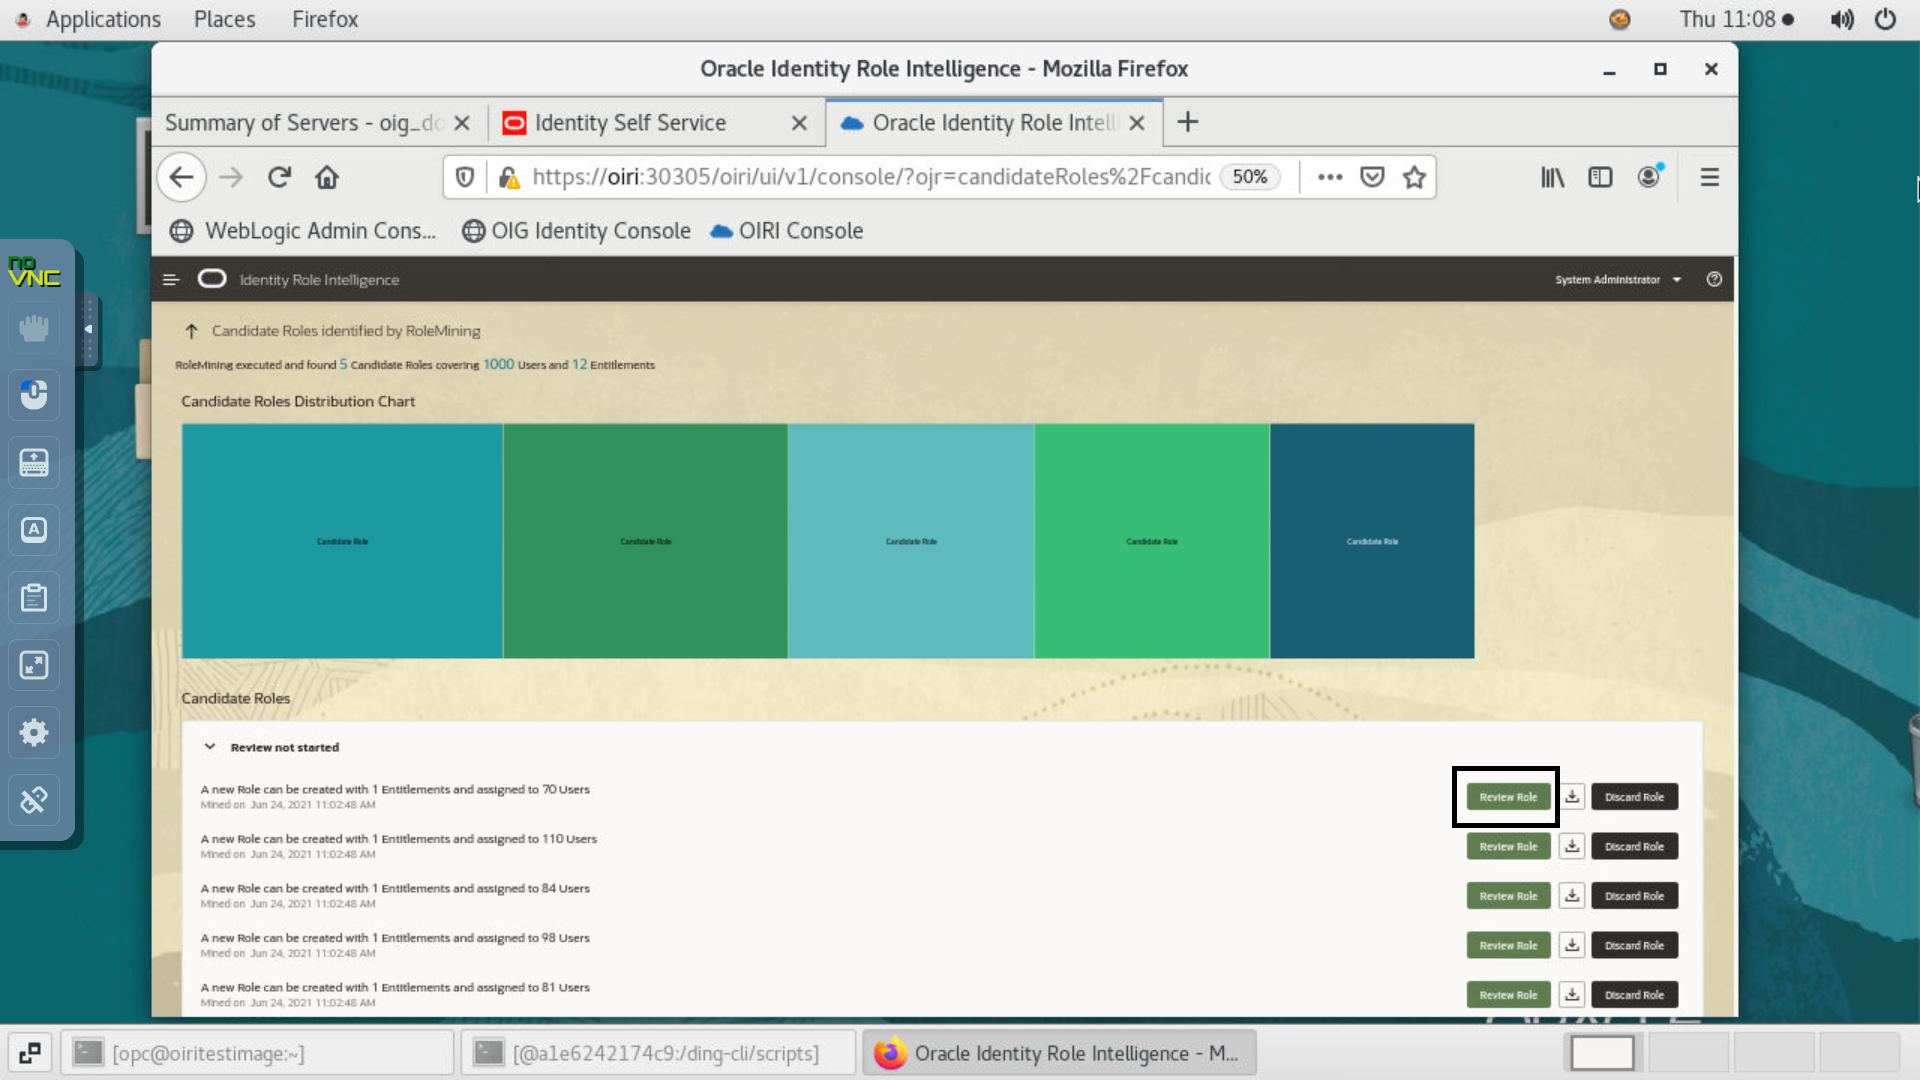 Applications Places Firefox Thu 11:08
Oracle Identity Role Intelligence - Mozilla Firefox
Summary of Servers - oig_do Identity Self Service Oracle Identity Role Intell
https://oiri:30305/oiri/ui/v1/console/?ojr=candidateRoles%2Fcandic 50%
WebLogic Admin Cons... OIG Identity Console OIRI Console
no
VNC
Identity Role Intelligence System Administrator
Candidate Roles identified by RoleMining
RoleMining executed and found 5 Candidate Roles covering 1000 Users and 12 Entitlements
Candidate Roles Distribution Chart
Candidate Role Candidate Role Candidate Role Candidate Role Candidate Role
Candidate Roles
Review not started
A new Role can be created with 1 Entitlements and assigned to 70 Users
Mined on Jun 24, 2021 11:02:48 AM
Review Role Discard Role
A new Role can be created with 1 Entitlements and assigned to 110 Users
Mined on Jun 24, 2021 11:02:48 AM
Review Role Discard Role
A new Role can be created with 1 Entitlements and assigned to 84 Users
Mined on Jun 24, 2021 11:02:48 AM
Review Role Discard Role
A new Role can be created with 1 Entitlements and assigned to 98 Users
Mined on Jun 24, 2021 11:02:48 AM
Review Role Discard Role
A new Role can be created with 1 Entitlements and assigned to 81 Users
Mined on Jun 24, 2021 11:02:48 AM
Review Role Discard Role
[opc@oiritestimage:~] [@a1e6242174c9:/ding-cli/scripts] Oracle Identity Role Intelligence - M...